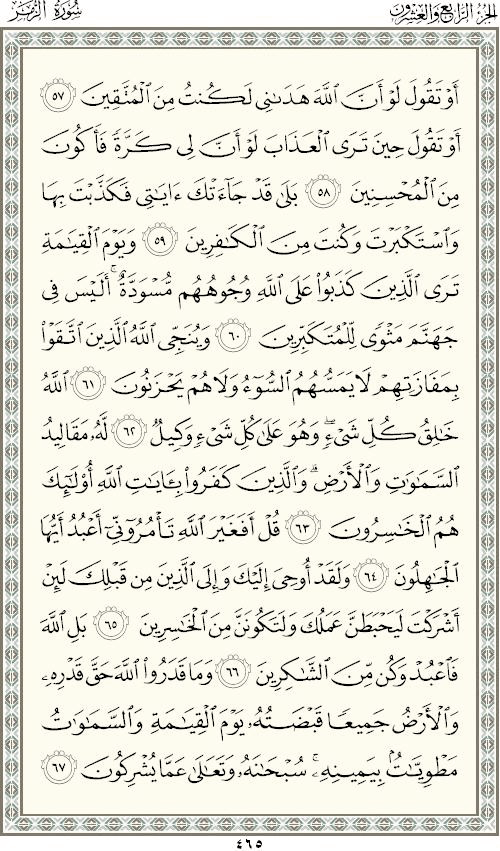 الجزء الرابع والعشرون سورة الزمر
أَوْ تَقُولَ لَوْ أَنَّ ٱللَّهَ هَدَىٰنِى لَكُنتُ مِنَ ٱلْمُتَّقِينَ ٥٧
أَوْ تَقُولَ حِينَ تَرَى ٱلْعَذَابَ لَوْ أَنَّ لِى كَرَّةً فَأَكُونَ
مِنَ ٱلْمُحْسِنِينَ ٥٨ بَلَىٰ قَدْ جَآءَتْكَ ءَايَٰتِى فَكَذَّبْتَ بِهَا
وَٱسْتَكْبَرْتَ وَكُنتَ مِنَ ٱلْكَٰفِرِينَ ٥٩ وَيَوْمَ ٱلْقِيَٰمَةِ
تَرَى ٱلَّذِينَ كَذَبُوا۟ عَلَى ٱللَّهِ وُجُوهُهُم مُّسْوَدَّةٌ ۚ أَلَيْسَ فِى
جَهَنَّمَ مَثْوًى لِّلْمُتَكَبِّرِينَ ٦٠ وَيُنَجِّى ٱللَّهُ ٱلَّذِينَ ٱتَّقَوْا۟
بِمَفَازَتِهِمْ لَا يَمَسُّهُمُ ٱلسُّوٓءُ وَلَا هُمْ يَحْزَنُونَ ٦١ ٱللَّهُ
خَٰلِقُ كُلِّ شَىْءٍ ۖ وَهُوَ عَلَىٰ كُلِّ شَىْءٍ وَكِيلٌ ٦٢ لَّهُۥ مَقَالِيدُ
ٱلسَّمَٰوَٰتِ وَٱلْأَرْضِ ۗ وَٱلَّذِينَ كَفَرُوا۟ بِـَٔايَٰتِ ٱللَّهِ أُو۟لَٰٓئِكَ
هُمُ ٱلْخَٰسِرُونَ ٦٣ قُلْ أَفَغَيْرَ ٱللَّهِ تَأْمُرُوٓنِّىٓ أَعْبُدُ أَيُّهَا
ٱلْجَٰهِلُونَ ٦٤ وَلَقَدْ أُوحِىَ إِلَيْكَ وَإِلَى ٱلَّذِينَ مِن قَبْلِكَ لَئِنْ
أَشْرَكْتَ لَيَحْبَطَنَّ عَمَلُكَ وَلَتَكُونَنَّ مِنَ ٱلْخَٰسِرِينَ ٦٥ بَلِ ٱللَّهَ
فَٱعْبُدْ وَكُن مِّنَ ٱلشَّٰكِرِينَ ٦٦ وَمَا قَدَرُوا۟ ٱللَّهَ حَقَّ قَدْرِهِۦ
وَٱلْأَرْضُ جَمِيعًا قَبْضَتُهُۥ يَوْمَ ٱلْقِيَٰمَةِ وَٱلسَّمَٰوَٰتُ
مَطْوِيَّٰتٌۢ بِيَمِينِهِۦ ۚ سُبْحَٰنَهُۥ وَتَعَٰلَىٰ عَمَّا يُشْرِكُونَ ٦٧
٤٦٥